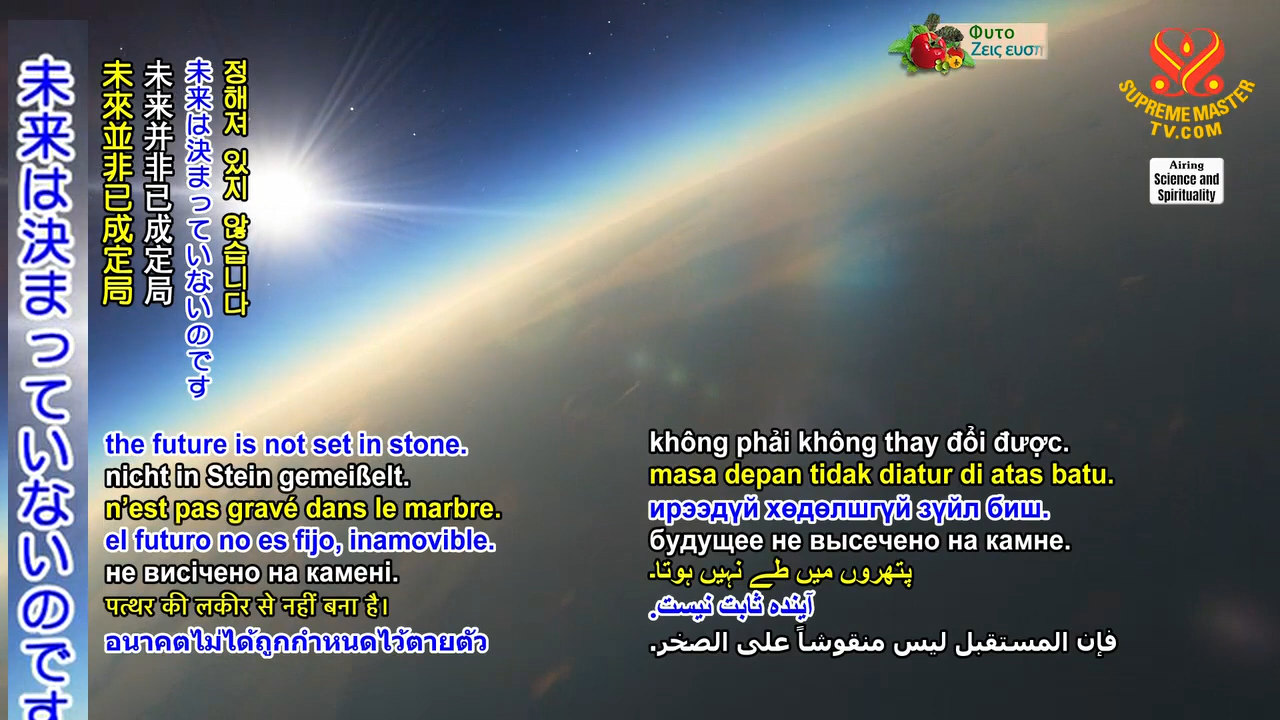 未来は決まっていないのです
未來並非已成定局
未来并非已成定局
未来は決まっていないのです
정해져 있지 않습니다
the future is not set in stone.
nicht in Stein gemeißelt.
n’est pas gravé dans le marbre.
el futuro no es fijo, inamovible.
не висічено на камені.
पत्थर की लकीर से नहीं बना है।
อนาคตไม่ได้ถูกกำหนดไว้ตายตัว
không phải không thay đổi được.
masa depan tidak diatur di atas batu.
ирээдүй хөдөлшгүй зүйл биш.
будущее не высечено на камне.
پتھروں میں طے نہیں ہوتا۔
آینده ثابت نیست.
فإن المستقبل ليس منقوشاً على الصخر.
Φυτο
Ζεις ευση
SUPREME MASTER
TV.COM
Airing
Science and
Spirituality